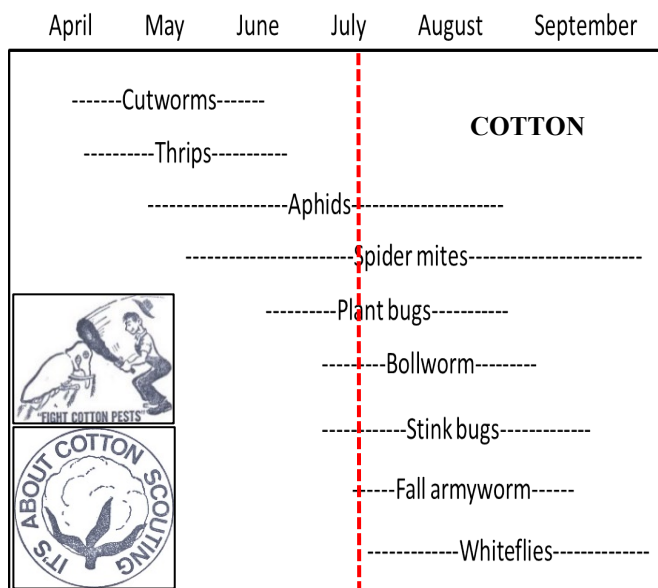 April May June July August September
-------Cutworms-------
COTTON
----------Thrips-----------
--------------------Aphids----------------------
------------------------Spider mites-------------------------
----------Plant bugs-----------
---------Bollworm---------
------------Stink bugs-------------
------Fall armyworm------
-------------Whiteflies--------------
"FIGHT COTTON PESTS"
IT'S ABOUT COTTON SCOUTING